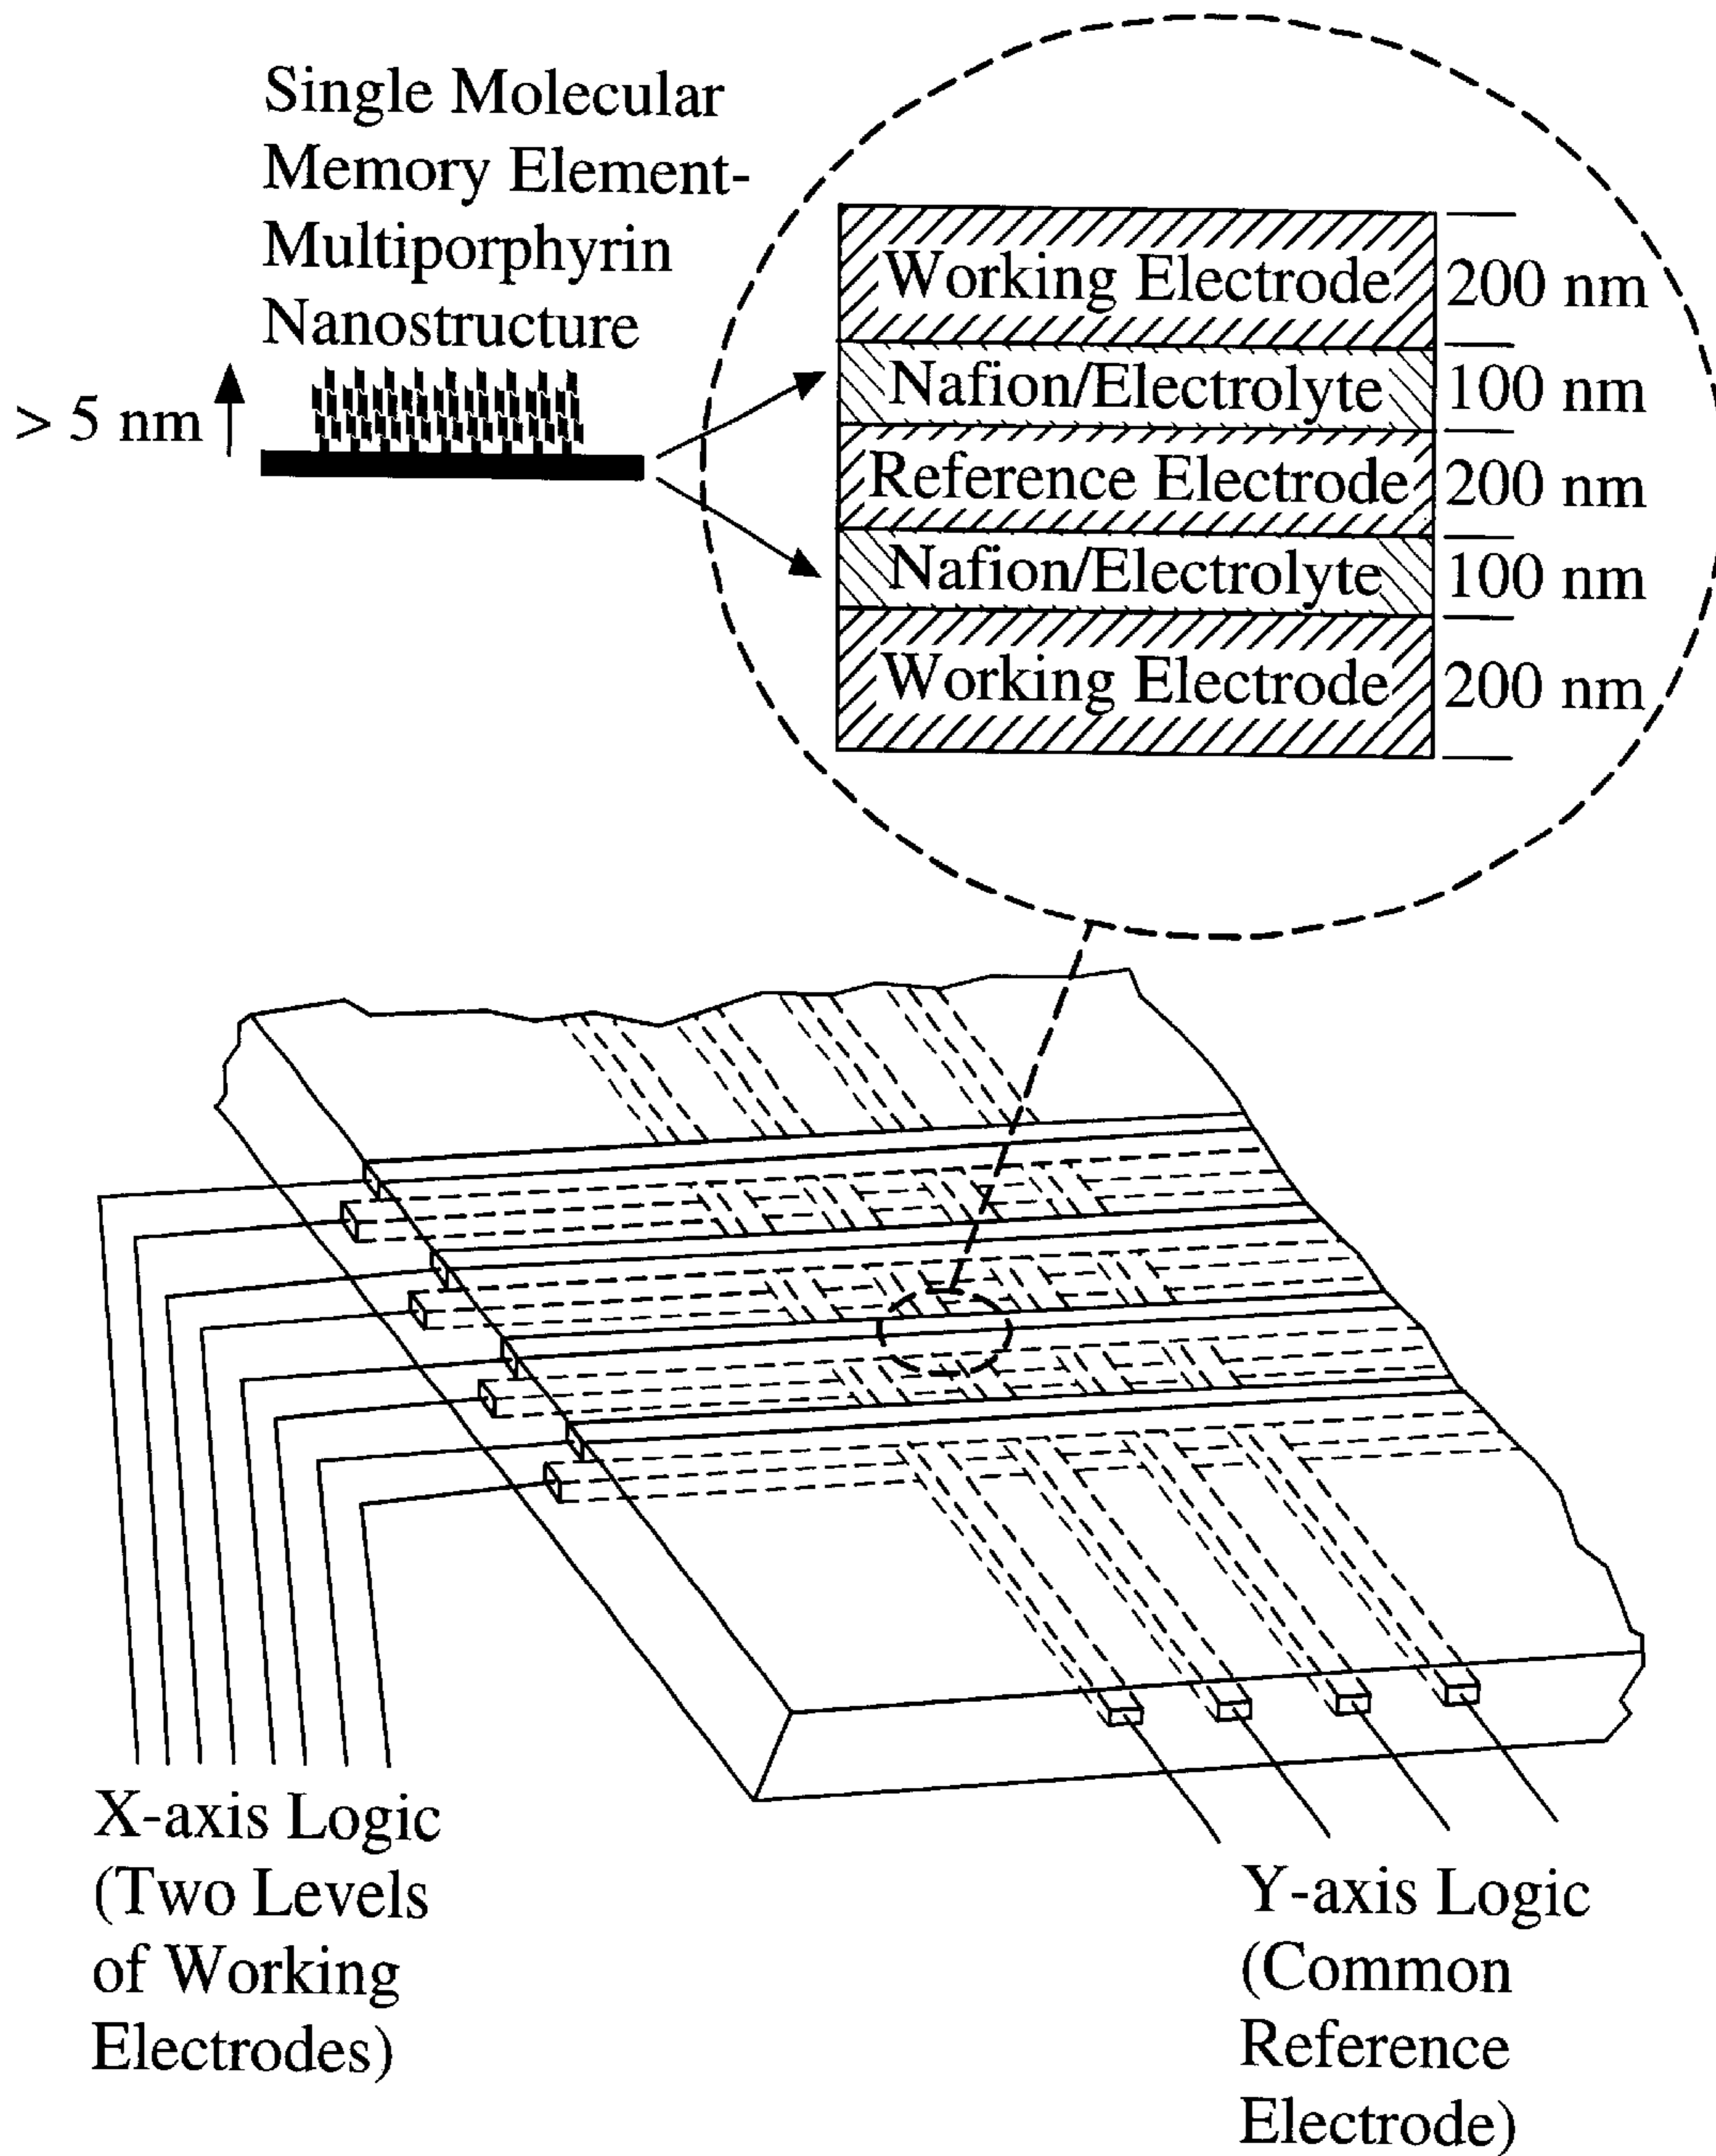 Single Molecular
Memory Element-
Multiporphyrin
Nanostructure
> 5 nm
Working Electrode 200 nm
Nafion/Electrolyte 100 nm
Reference Electrode 200 nm
Nafion/Electrolyte 100 nm
Working Electrode 200 nm
X-axis Logic
(Two Levels
of Working
Electrodes)
Y-axis Logic
(Common
Reference
Electrode)